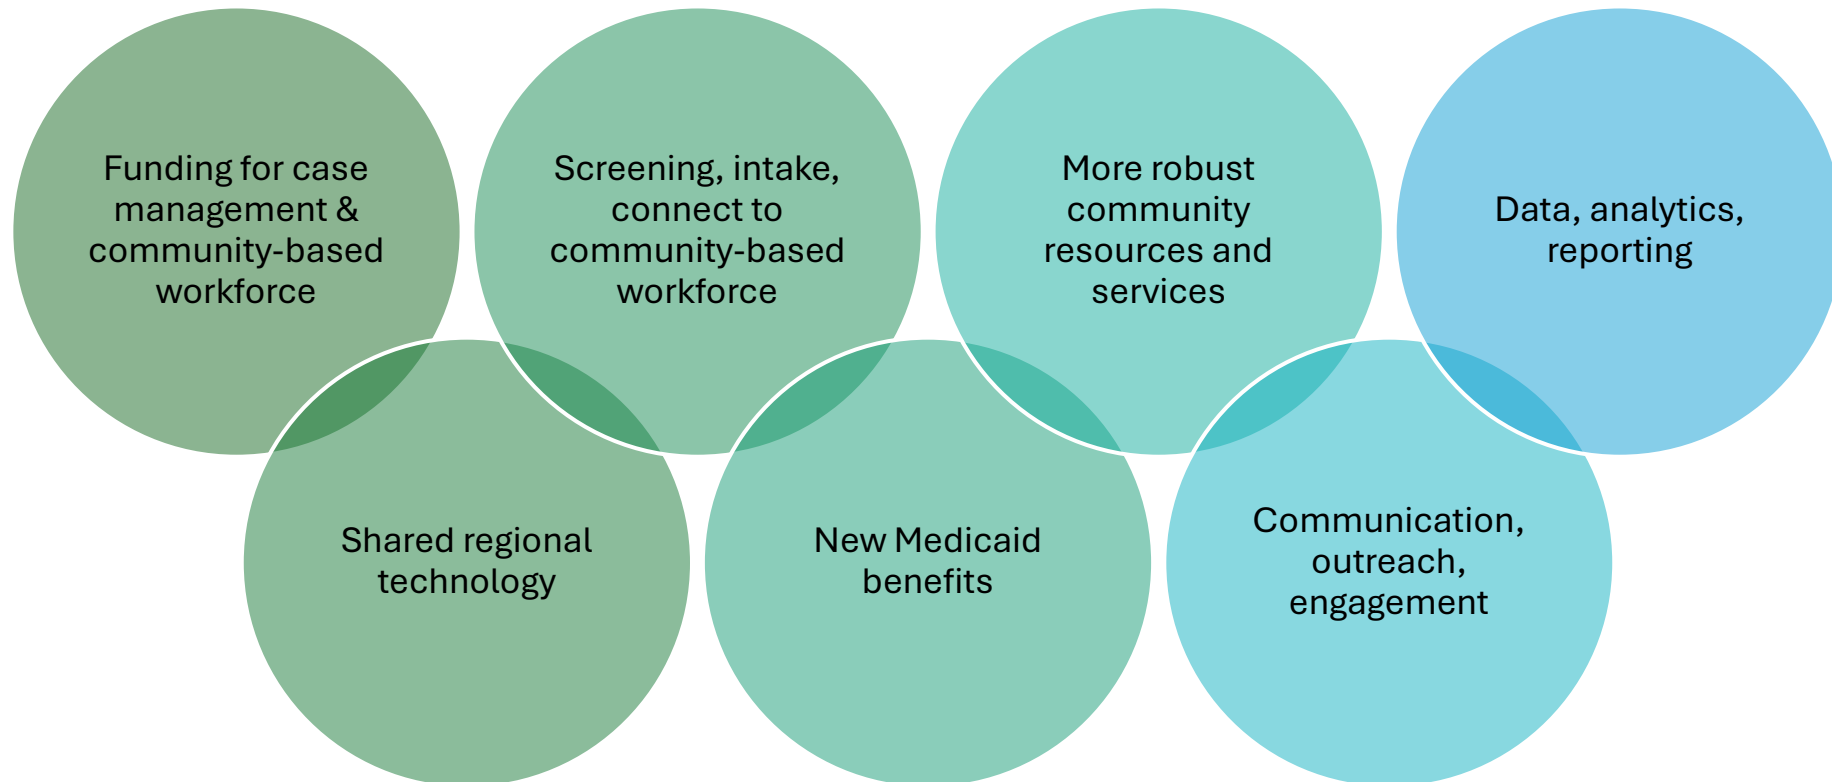 Funding for case
management &
community-based
workforce
Screening, intake,
connect to
community-based
workforce
More robust
community
resources and
services
Data, analytics,
reporting
Shared regional
technology
New Medicaid
benefits
Communication,
outreach,
engagement